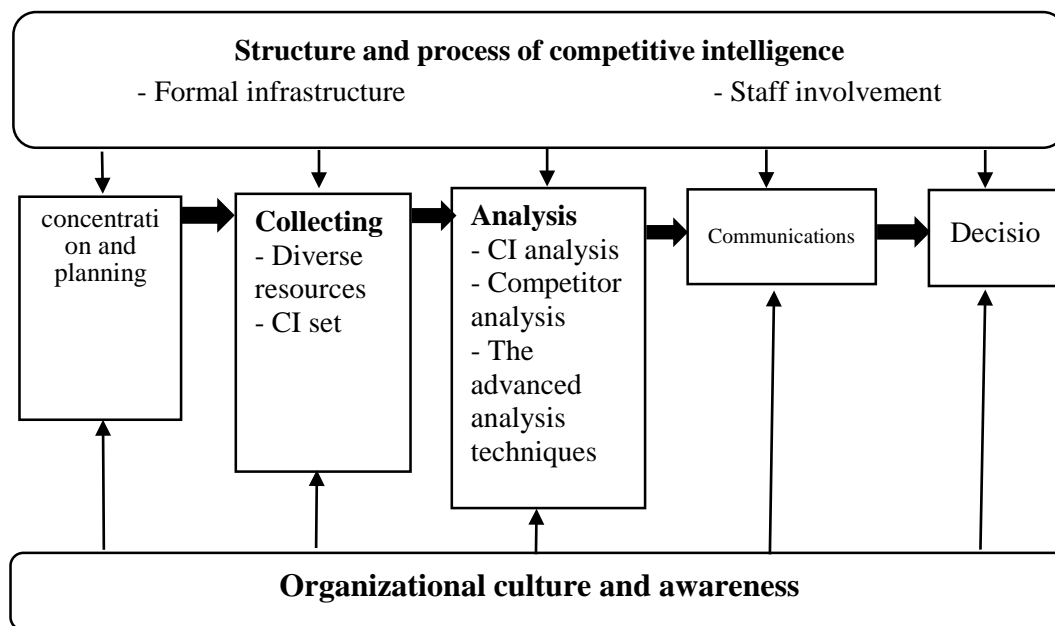 Structure and process of competitive intelligence
- Formal infrastructure
- Staff involvement
concentrati
on and
planning
Collecting
- Diverse
resources
- CI set
Analysis
- CI analysis
- Competitor
analysis
- The
advanced
analysis
techniques
Communications
Decisio
Organizational culture and awareness